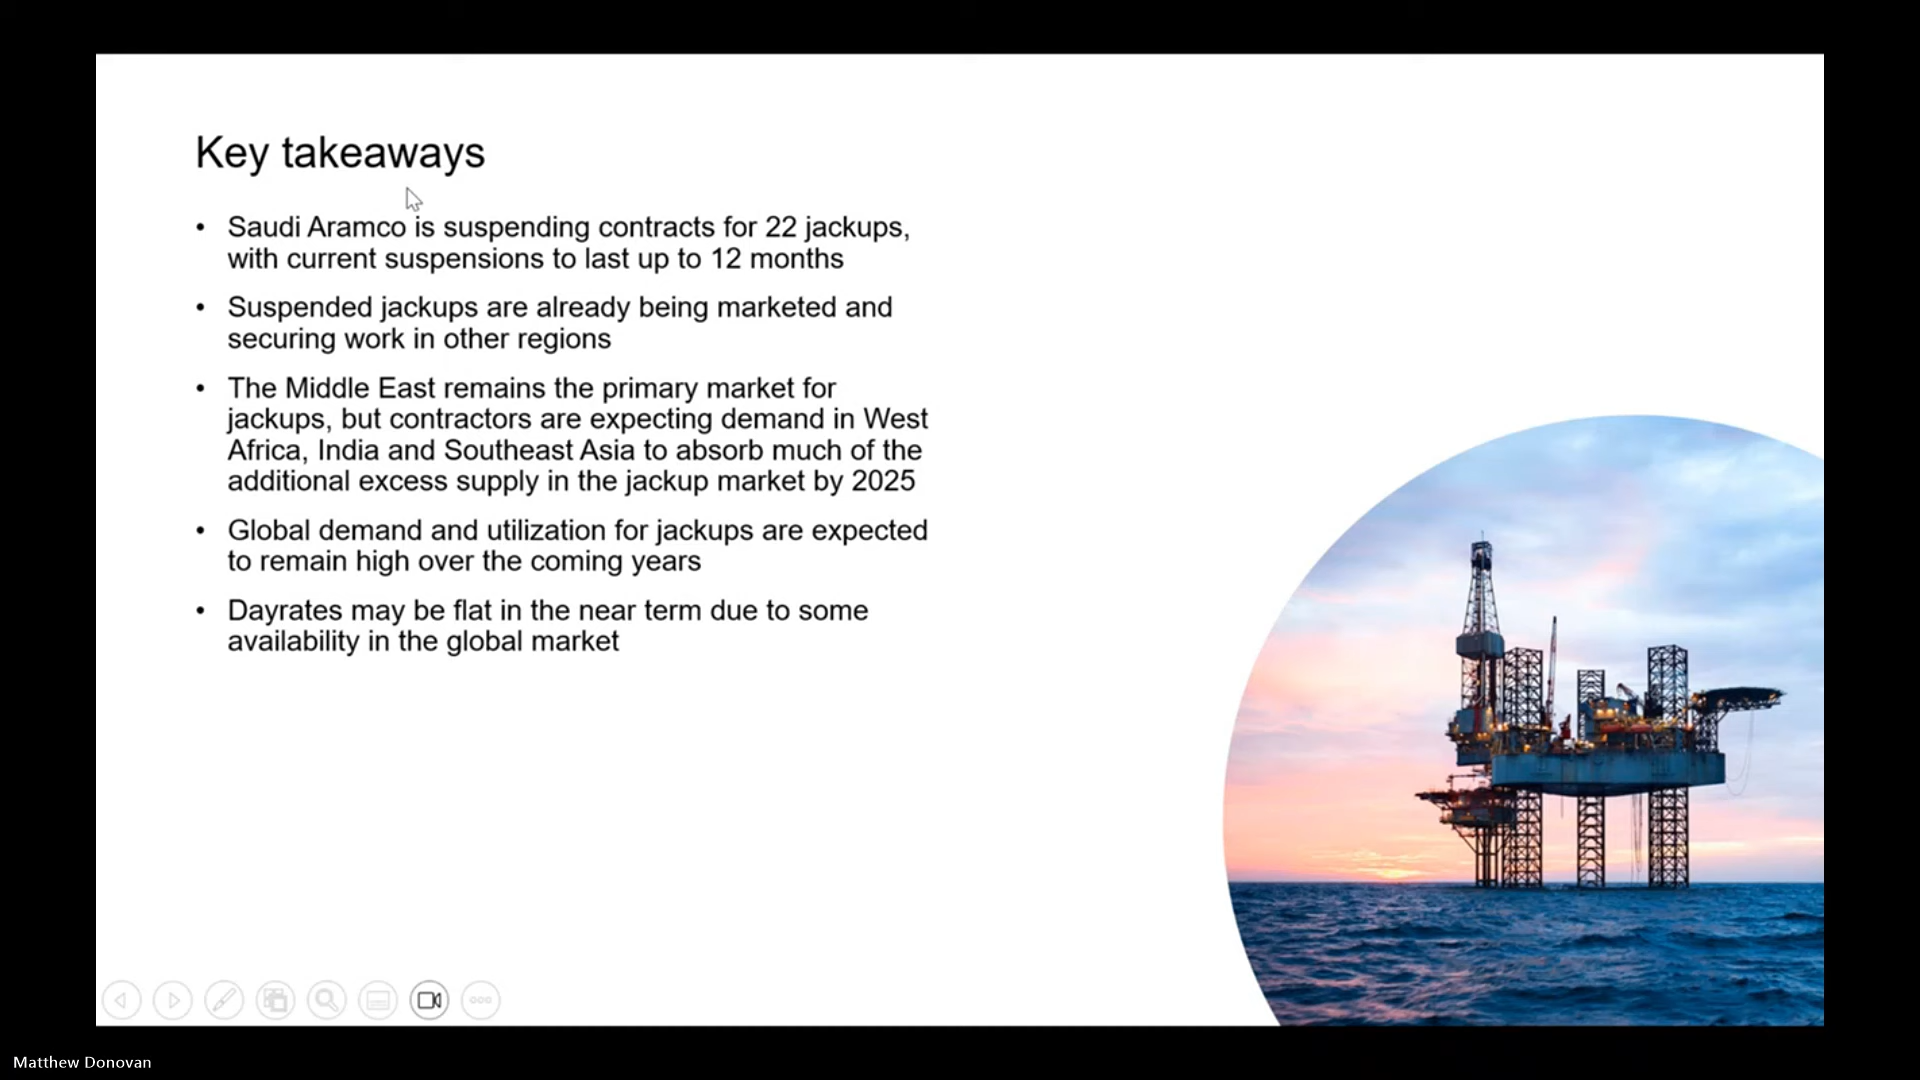 Key takeaways
• Saudi Aramco is suspending contracts for 22 jackups,
with current suspensions to last up to 12 months
• Suspended jackups are already being marketed and
securing work in other regions
• The Middle East remains the primary market for
jackups, but contractors are expecting demand in West
Africa, India and Southeast Asia to absorb much of the
additional excess supply in the jackup market by 2025
• Global demand and utilization for jackups are expected
to remain high over the coming years
• Dayrates may be flat in the near term due to some
availability in the global market
Matthew Donovan